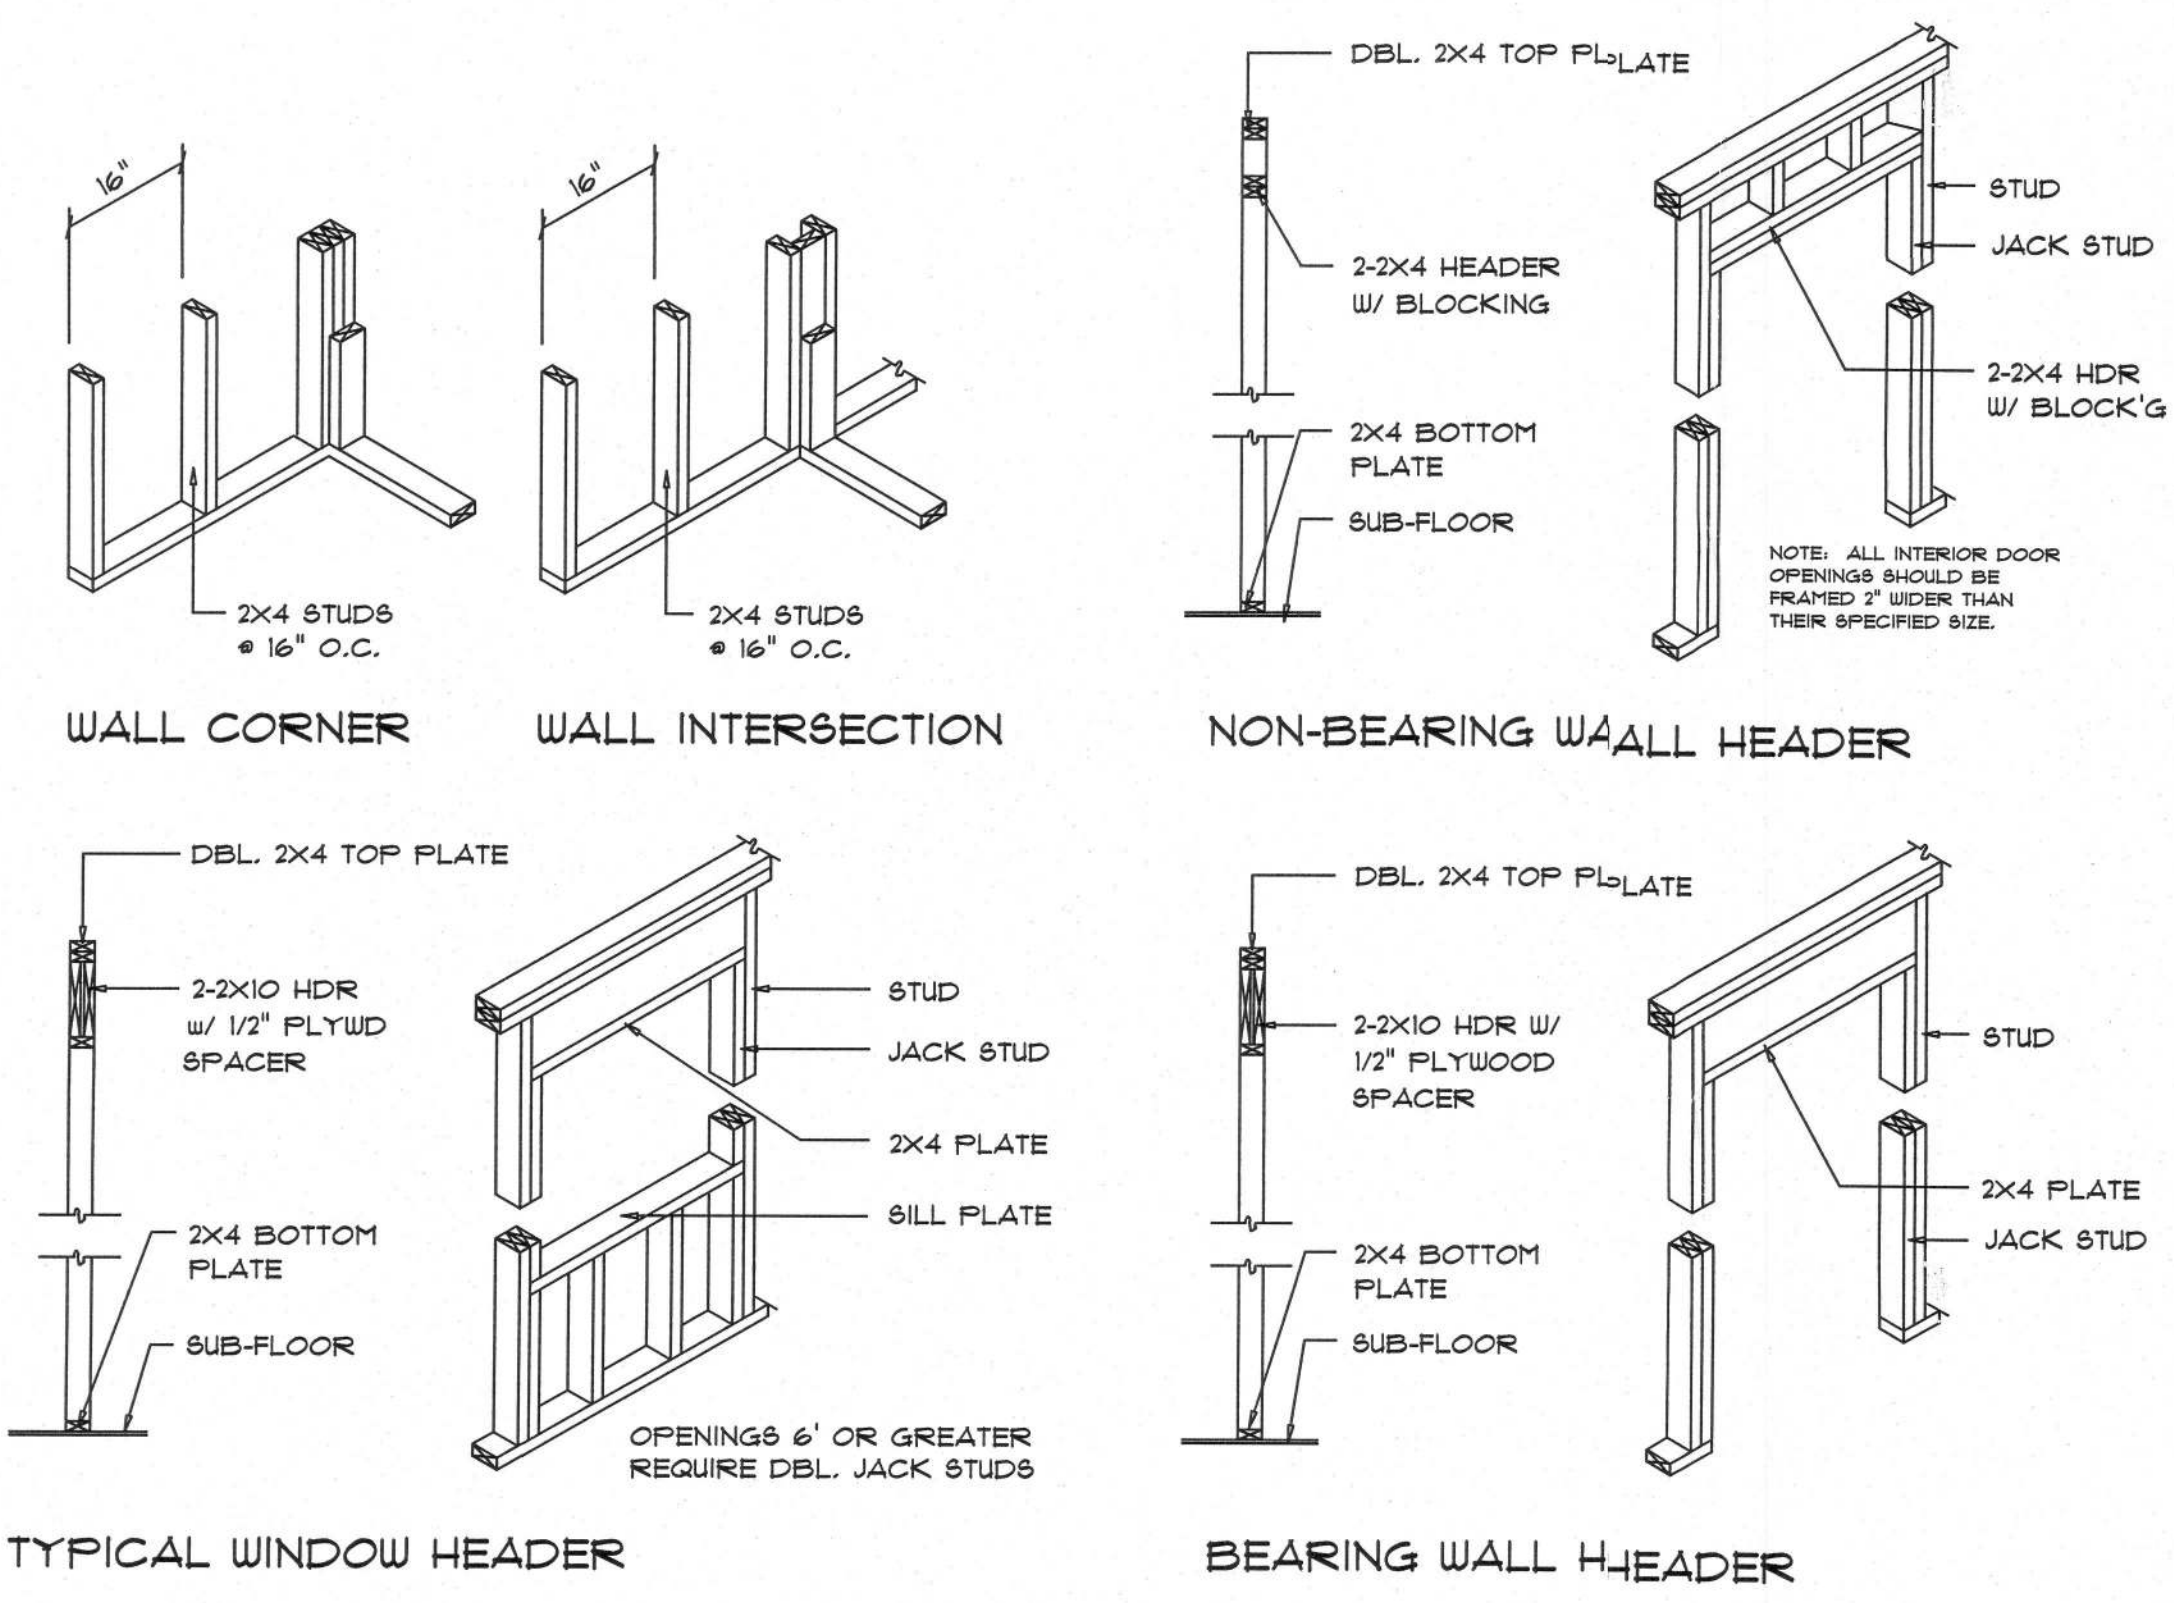 16"
2X4 STUDS
@ 16" O.C.
WALL CORNER
16"
2X4 STUDS
@ 16" O.C.
WALL INTERSECTION
DBL. 2X4 TOP PLLATE
2-2X4 HEADER
W/ BLOCKING
2X4 BOTTOM
PLATE
SUB-FLOOR
STUD
JACK STUD
2-2X4 HDR
W/ BLOCK'G
NOTE: ALL INTERIOR DOOR
OPENINGS SHOULD BE
FRAMED 2" WIDER THAN
THEIR SPECIFIED SIZE.
NON-BEARING WAALL HEADER
DBL. 2X4 TOP PLATE
2-2X10 HDR
W/ 1/2" PLYWD
SPACER
2X4 BOTTOM
PLATE
SUB-FLOOR
STUD
JACK STUD
2X4 PLATE
SILL PLATE
OPENINGS 6' OR GREATER
REQUIRE DBL. JACK STUDS
TYPICAL WINDOW HEADER
DBL. 2X4 TOP PLLATE
2-2X10 HDR W/
1/2" PLYWOOD
SPACER
2X4 BOTTOM
PLATE
SUB-FLOOR
STUD
2X4 PLATE
JACK STUD
BEARING WALL HHEADER